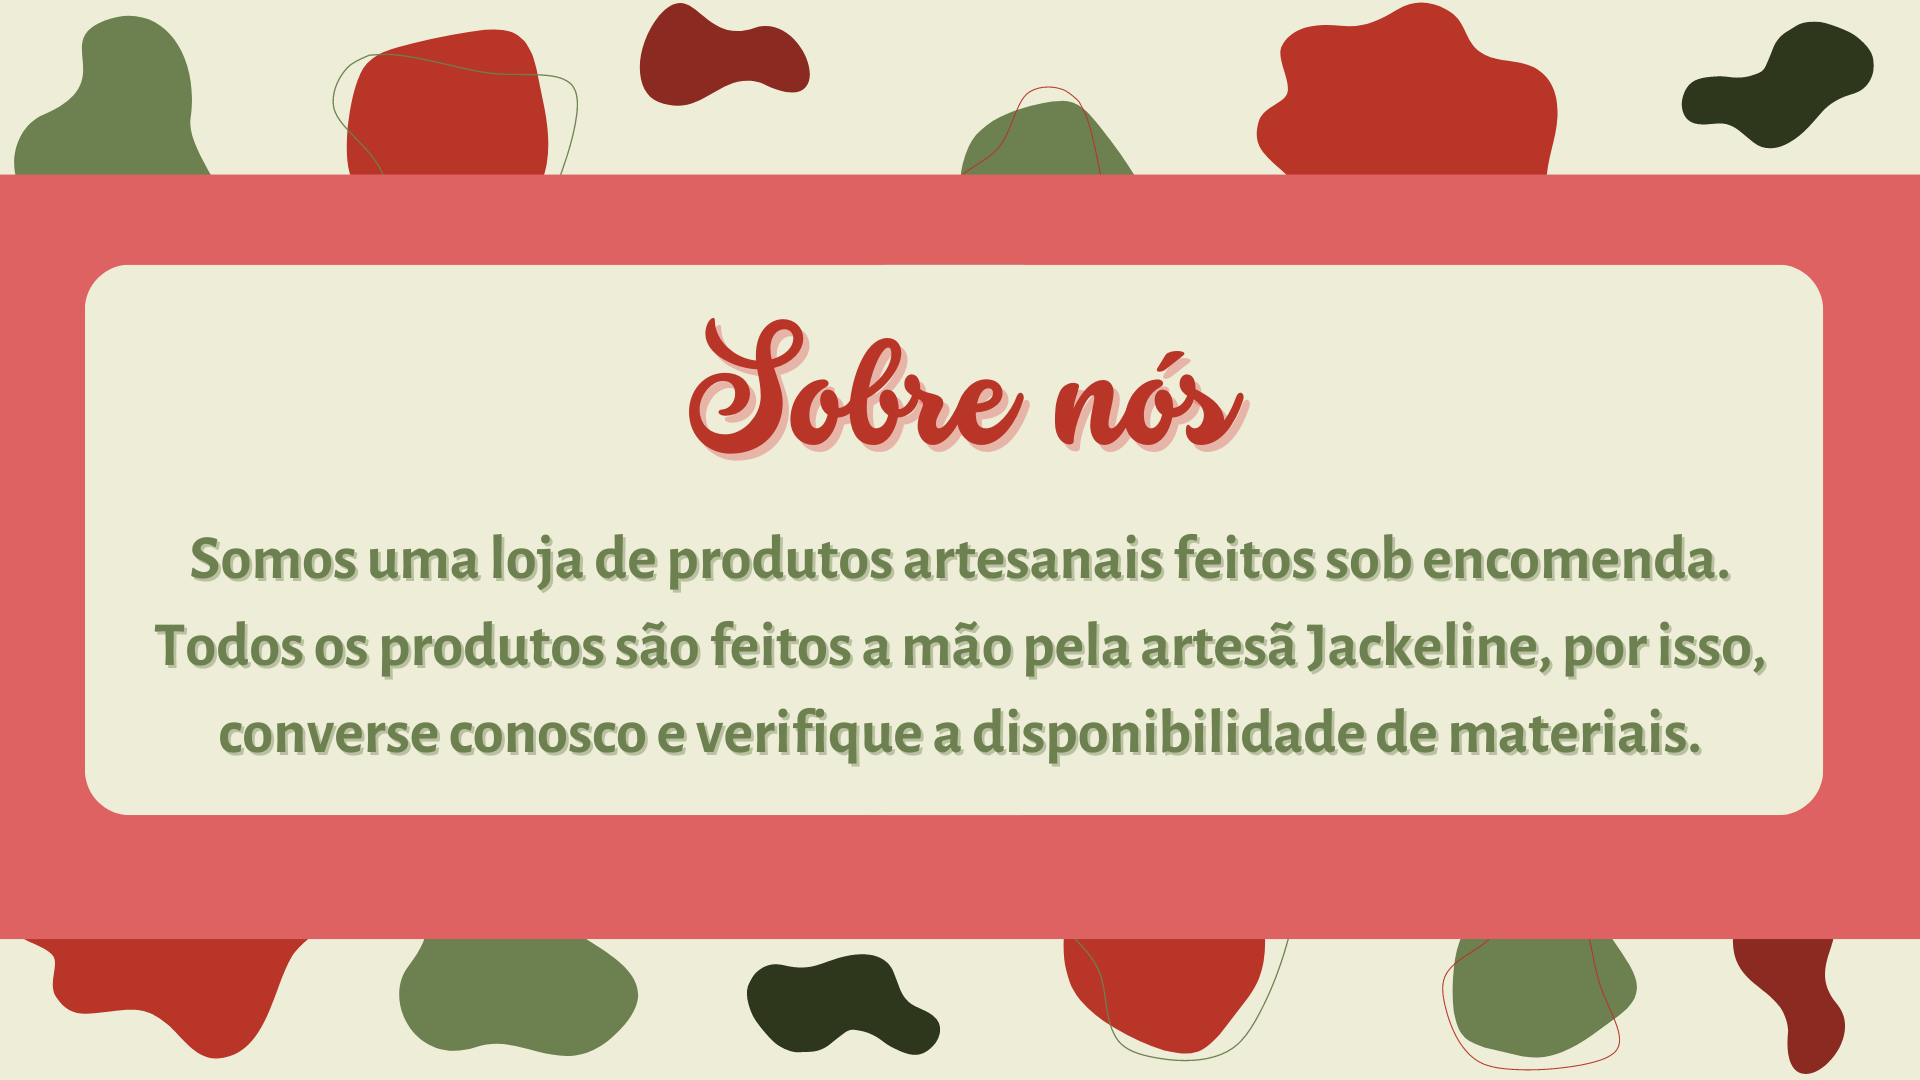 Sobre nós
Somos uma loja de produtos artesanais feitos sob encomenda.
Todos os produtos são feitos a mão pela artesã Jackeline, por isso,
converse conosco e verifique a disponibilidade de materiais.